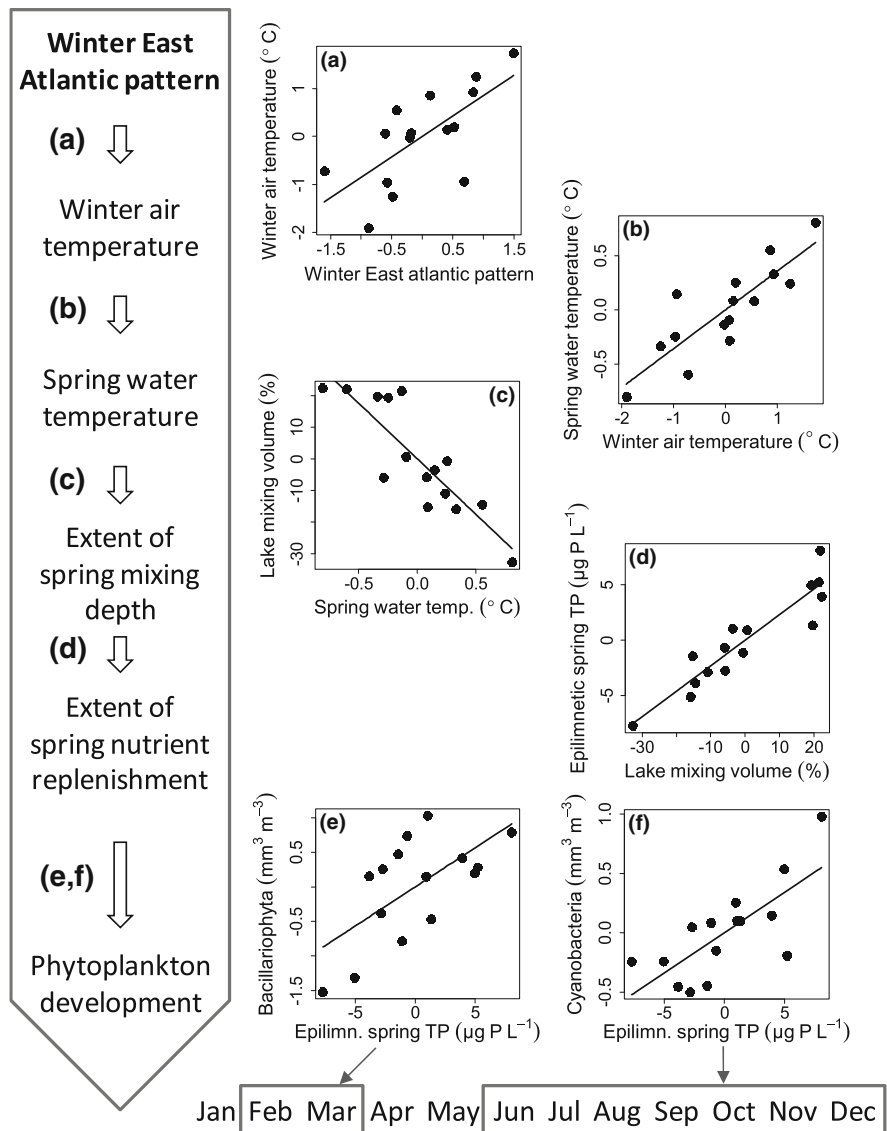 Winter East
Atlantic pattern
(a)
Winter air
temperature
(b)
Spring water
temperature
(c)
Extent of
spring mixing
depth
(d)
Extent of
spring nutrient
replenishment
(e,f)
Phytoplankton
development
(a)
Winter air temperature (° C)
1
0
-1
-2
-1.5
-0.5
0.5
1.5
Winter East atlantic pattern
(b)
Spring water temperature (° C)
0.5
0.0
-0.5
-2
-1
0
1
Winter air temperature (° C)
(c)
Lake mixing volume (%)
10
0
-10
-30
-0.5
0.0
0.5
Spring water temp. (° C)
(d)
Epilimnetic spring TP (µg P L⁻¹)
5
0
-5
-30
-10
0
10
20
Lake mixing volume (%)
(e)
Bacillariophyta (mm³ m⁻³)
0.5
-0.5
-1.5
-5
0
5
Epilimn. spring TP (µg P L⁻¹)
(f)
Cyanobacteria (mm³ m⁻³)
1.0
0.5
0.0
-0.5
-5
0
5
Epilimn. spring TP (µg P L⁻¹)
Jan Feb Mar Apr May Jun Jul Aug Sep Oct Nov Dec